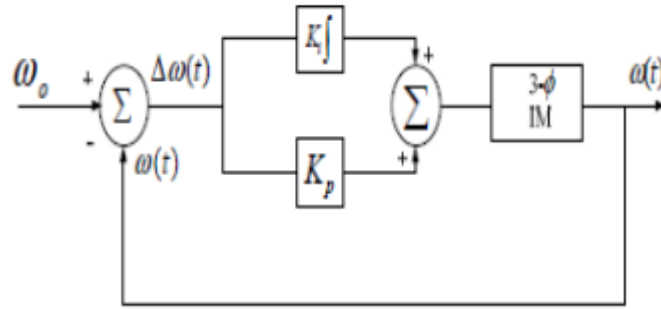 K_i∫
+
ω_o
+
Δω(t)
Σ
-
ω(t)
Σ
+
3-ϕ
IM
ω(t)
K_p